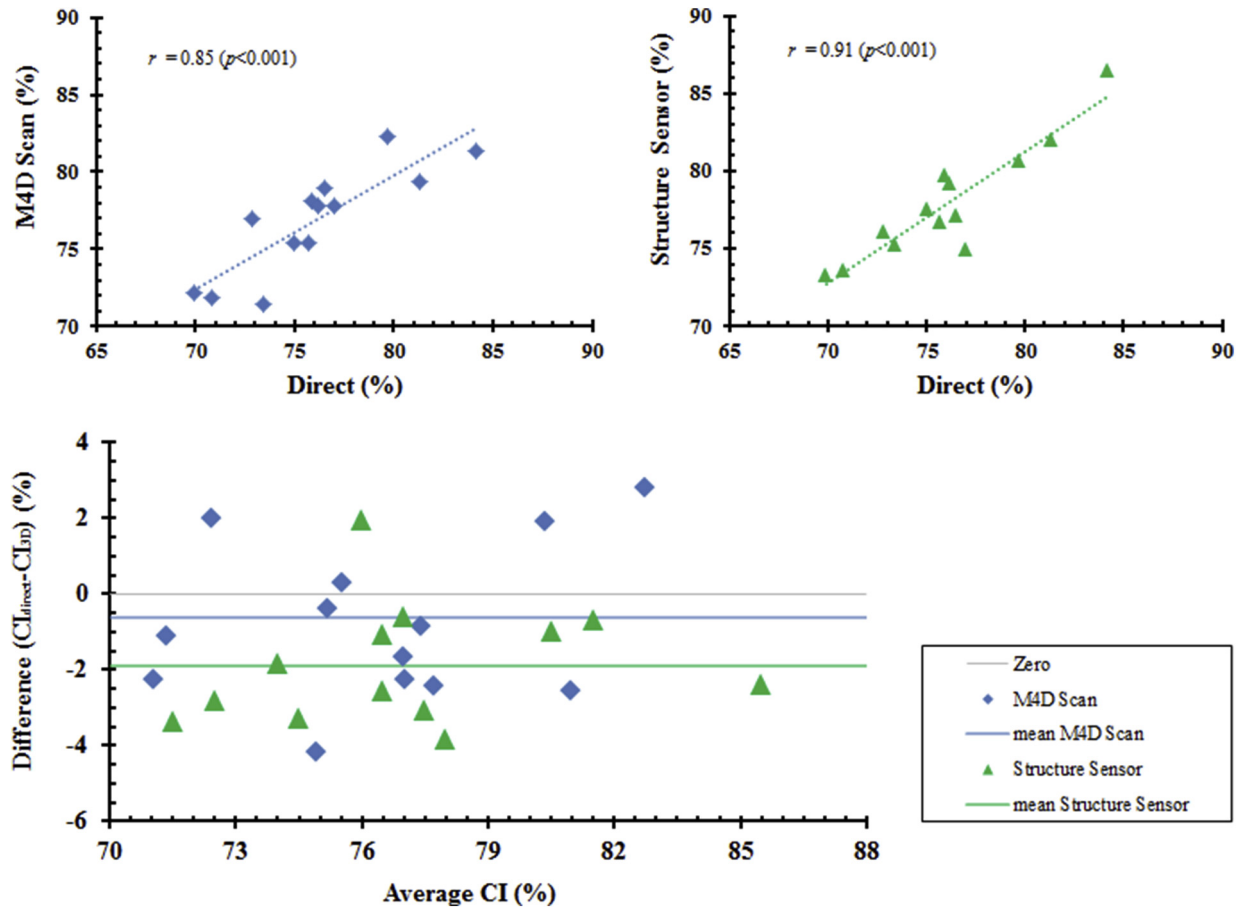 90
85
80
75
70
M4D Scan (%)
r = 0.85 (p<0.001)
65 70 75 80 85 90
Direct (%)
90
85
80
75
70
Structure Sensor (%)
r = 0.91 (p<0.001)
65 70 75 80 85 90
Direct (%)
4
2
0
-2
-4
-6
Difference (CI_direct-CI_3D) (%)
70 73 76 79 82 85 88
Average CI (%)
Zero
M4D Scan
mean M4D Scan
Structure Sensor
mean Structure Sensor